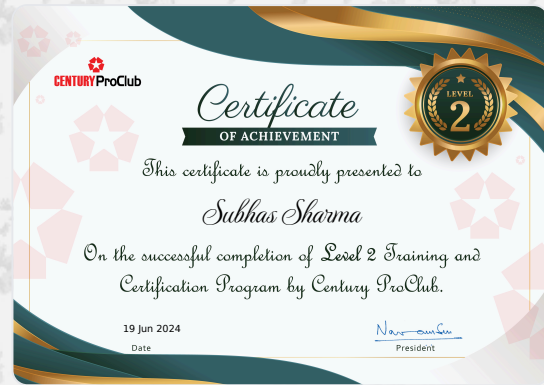 CENTURY ProClub
Certificate
OF ACHIEVEMENT
LEVEL
2
This certificate is proudly presented to
Subhas Sharma
On the successful completion of Level 2 Training and
Certification Program by Century ProClub.
19 Jun 2024
Date
President